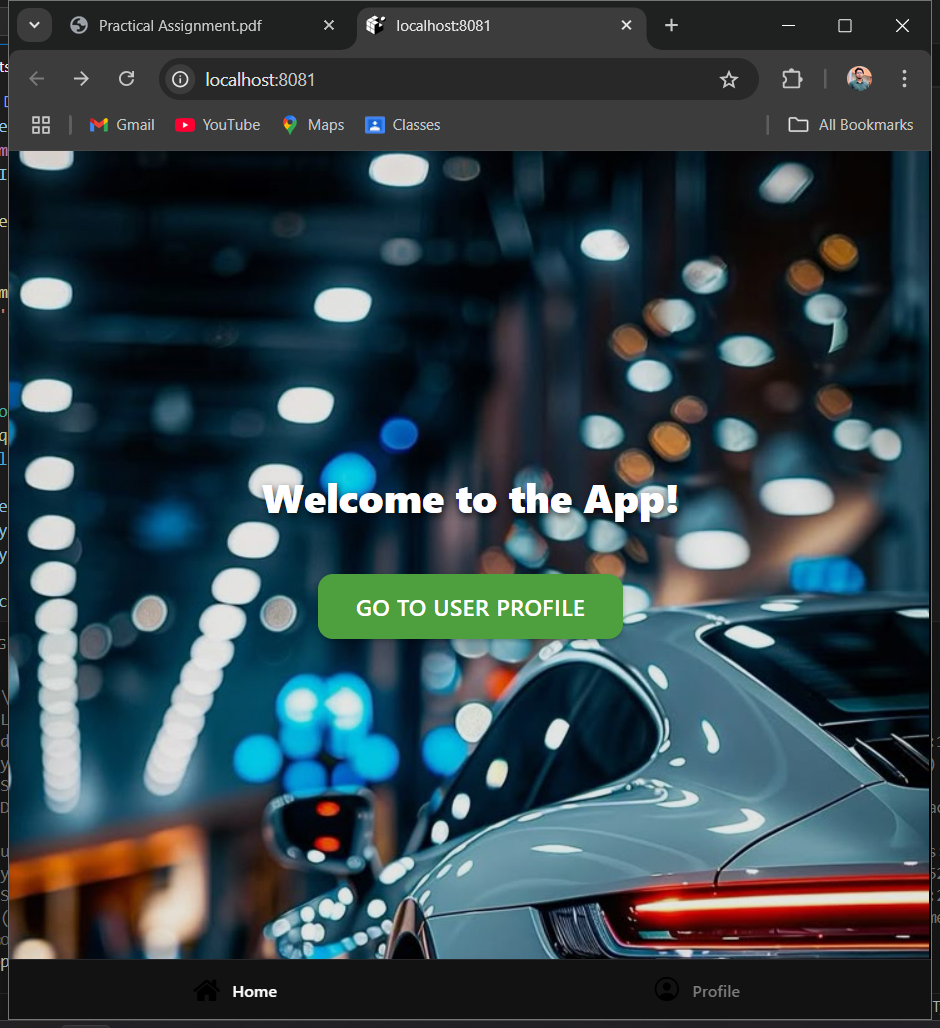 Practical Assignment.pdf
localhost:8081
localhost:8081
Gmail
YouTube
Maps
Classes
All Bookmarks
Welcome to the App!
GO TO USER PROFILE
Home
Profile